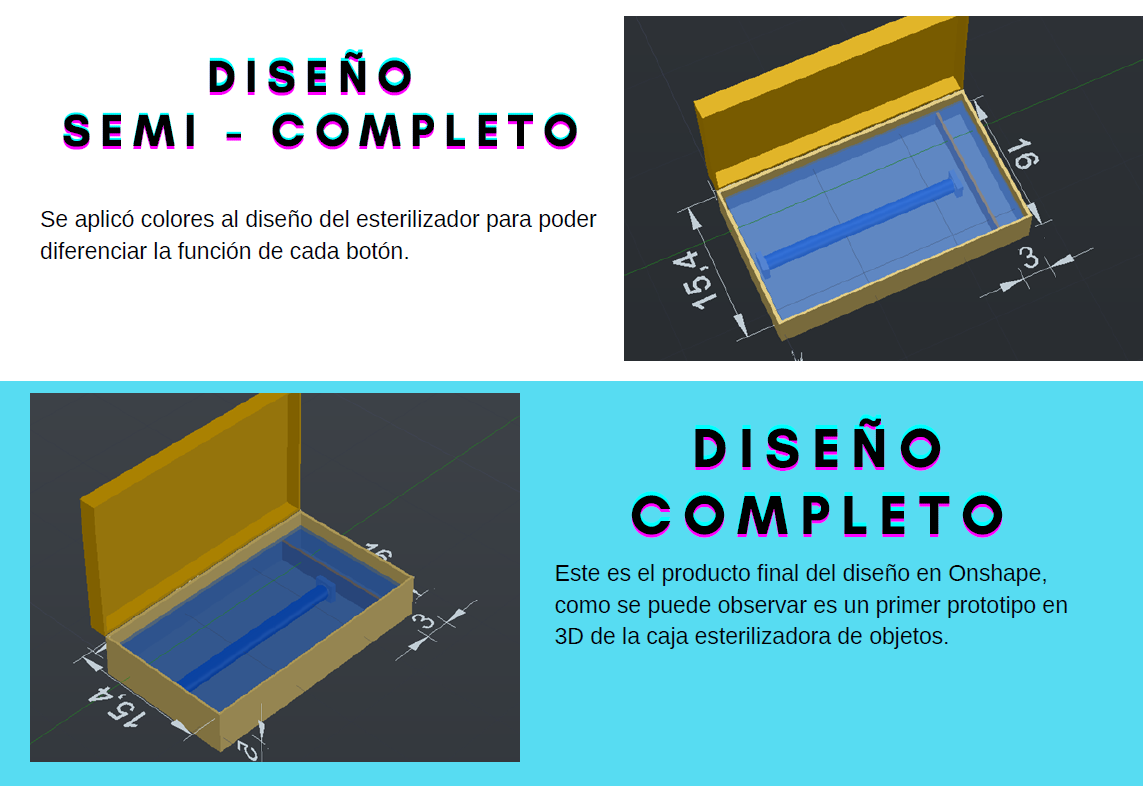 DISEÑO
SEMI - COMPLETO
Se aplicó colores al diseño del esterilizador para poder
diferenciar la función de cada botón.
16
3
15,4
DISEÑO
COMPLETO
Este es el producto final del diseño en Onshape,
como se puede observar es un primer prototipo en
3D de la caja esterilizadora de objetos.
16
3
15,4
2